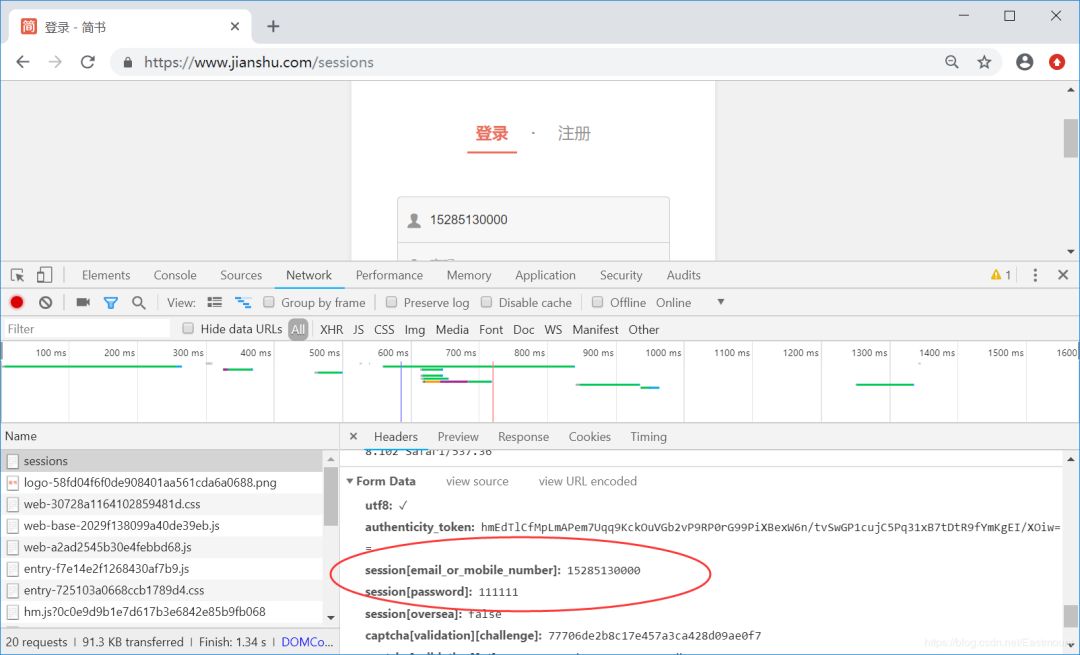 登录 - 简书
https://www.jianshu.com/sessions
登录 · 注册
15285130000
Elements Console Sources Network Performance Memory Application Security Audits 1
View: Group by frame Preserve log Disable cache Offline Online
Filter Hide data URLs All XHR JS CSS Img Media Font Doc WS Manifest Other
100 ms 200 ms 300 ms 400 ms 500 ms 600 ms 700 ms 800 ms 900 ms 1000 ms 1100 ms 1200 ms 1300 ms 1400 ms 1500 ms 1600
Name
sessions
logo-58fd04f6f0de908401aa561cda6a0688.png
web-30728a1164102859481d.css
web-base-2029f138099a40de39eb.js
web-a2ad2545b30e4febbd68.js
entry-f7e14e2f1268430af7b9.js
entry-725103a0668ccb1789d4.css
hm.js?0c0e9d9b1e7d617b3e6842e85b9fb068
20 requests | 91.3 KB transferred | Finish: 1.34 s | DOMCo...
Headers Preview Response Cookies Timing
8.102 Safari/537.36
Form Data view source view URL encoded
utf8: ✓
authenticity_token: hmEdTlCfMpLmAPem7Uqq9KckOuVGb2vP9RP0rG99PiXBexW6n/tvSwGP1cujC5Pq31xB7tDtR9fYmKgEI/XOiw=
=
session[email_or_mobile_number]: 15285130000
session[password]: 111111
session[oversea]: false
captcha[validation][challenge]: 77706de2b8c17e457a3ca428d09ae0f7